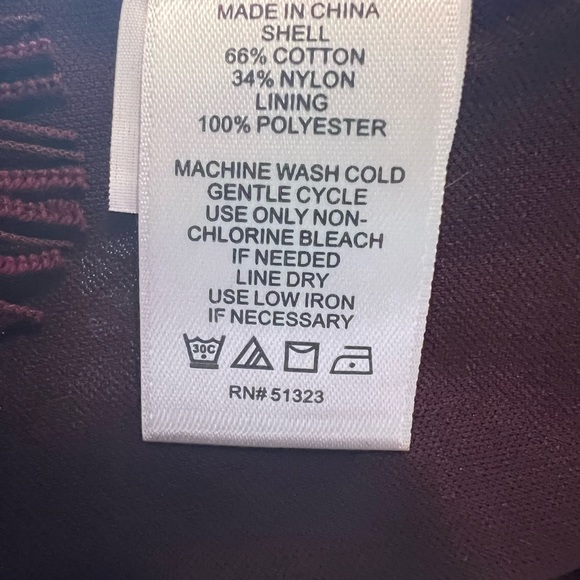 MADE IN CHINA
SHELL
66% COTTON
34% NYLON
LINING
100% POLYESTER
MACHINE WASH COLD
GENTLE CYCLE
USE ONLY NON-
CHLORINE BLEACH
IF NEEDED
LINE DRY
USE LOW IRON
IF NECESSARY
30C
RN# 51323